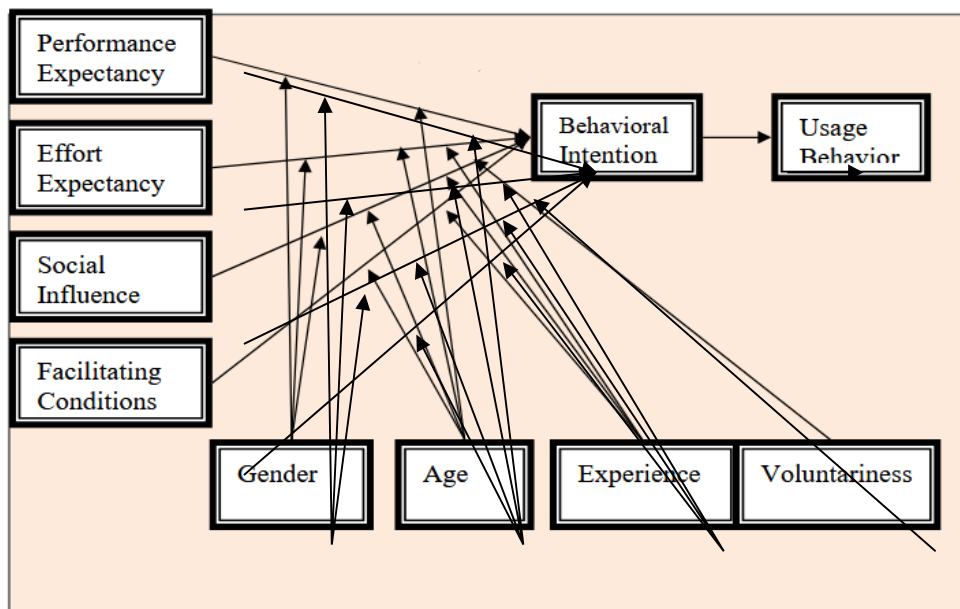 Performance
Expectancy
Effort
Expectancy
Social
Influence
Facilitating
Conditions
Behavioral
Intention
Usage
Behavior
Gender
Age
Experience
Voluntariness